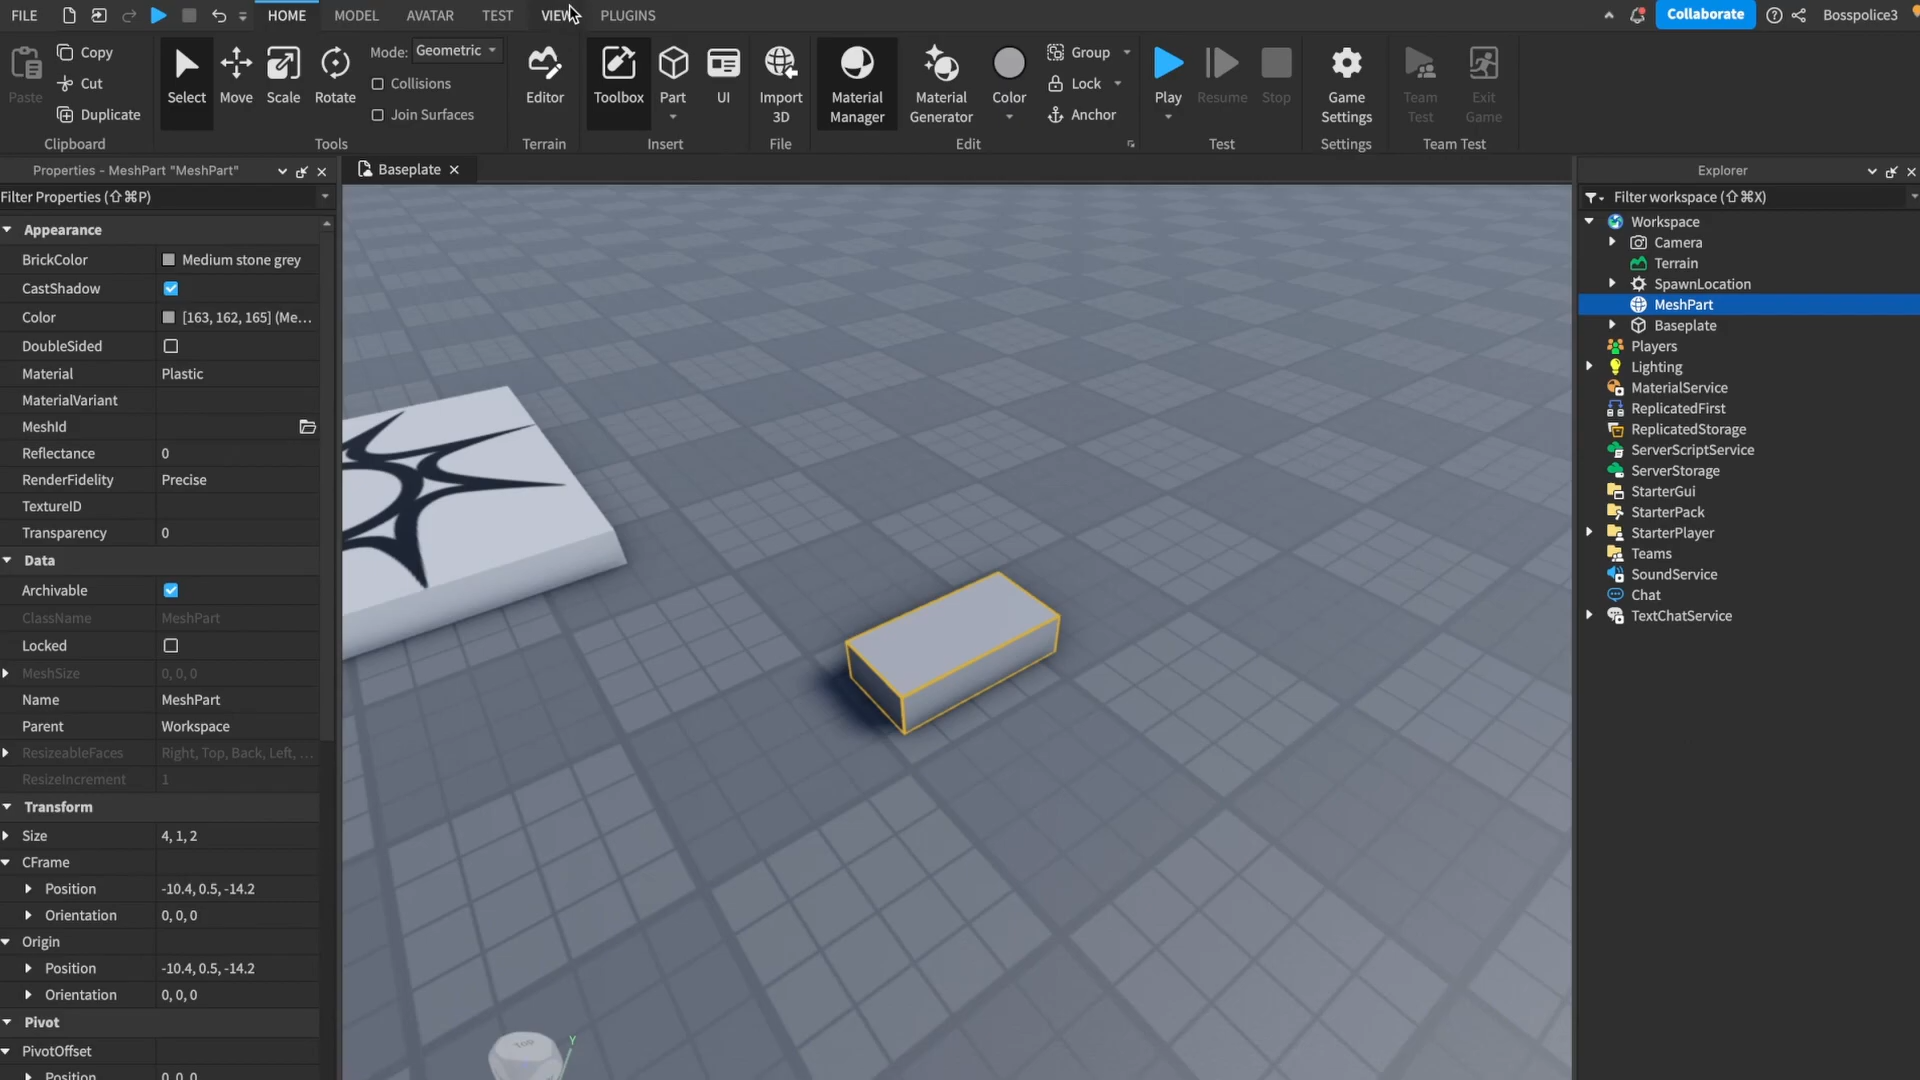 FILE HOME MODEL AVATAR TEST VIEW PLUGINS Collaborate Bosspolice3
Paste Copy Cut Duplicate Clipboard
Select Move Scale Rotate Mode: Geometric Collisions Join Surfaces Tools
Editor Terrain
Toolbox Part UI Insert
Import 3D File
Material Manager Material Generator Color Group Lock Anchor Edit
Play Resume Stop Test
Game Settings Settings
Team Test Exit Game Team Test
Properties - MeshPart "MeshPart"
Filter Properties (⇧⌘P)
Appearance
BrickColor Medium stone grey
CastShadow
Color [163, 162, 165] (Me...
DoubleSided
Material Plastic
MaterialVariant
MeshId
Reflectance 0
RenderFidelity Precise
TextureID
Transparency 0
Data
Archivable
ClassName MeshPart
Locked
MeshSize 0, 0, 0
Name MeshPart
Parent Workspace
ResizeableFaces Right, Top, Back, Left, ...
ResizeIncrement 1
Transform
Size 4, 1, 2
CFrame
Position -10.4, 0.5, -14.2
Orientation 0, 0, 0
Origin
Position -10.4, 0.5, -14.2
Orientation 0, 0, 0
Pivot
PivotOffset
Position 0, 0, 0
Baseplate
Top
Y
Explorer
Filter workspace (⇧⌘X)
Workspace
Camera
Terrain
SpawnLocation
MeshPart
Baseplate
Players
Lighting
MaterialService
ReplicatedFirst
ReplicatedStorage
ServerScriptService
ServerStorage
StarterGui
StarterPack
StarterPlayer
Teams
SoundService
Chat
TextChatService